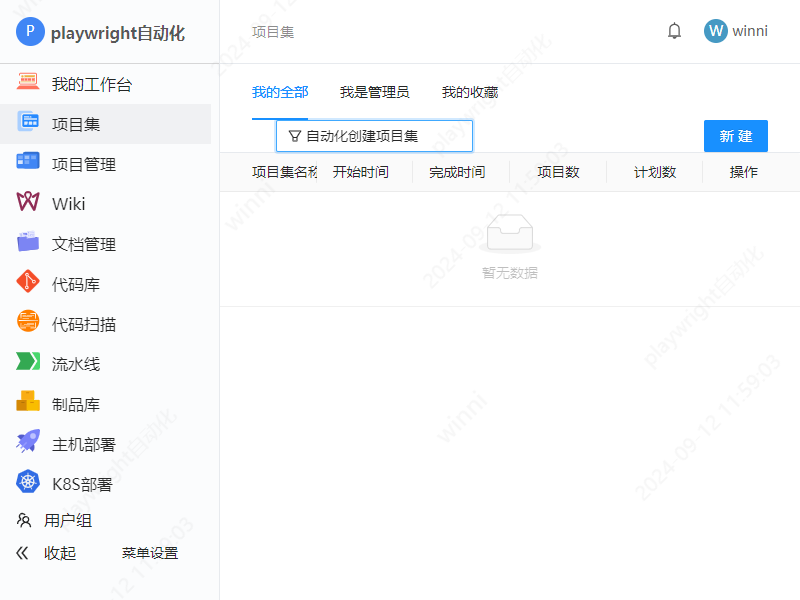 P playwright自动化
项目集
W winni
我的工作台
项目集
项目管理
Wiki
文档管理
代码库
代码扫描
流水线
制品库
主机部署
K8S部署
用户组
收起 菜单设置
我的全部 我是管理员 我的收藏
自动化创建项目集 新 建
项目集名称 开始时间 完成时间 项目数 计划数 操作
暂无数据
winni
playwright自动化
2024-09-12 11:59:03